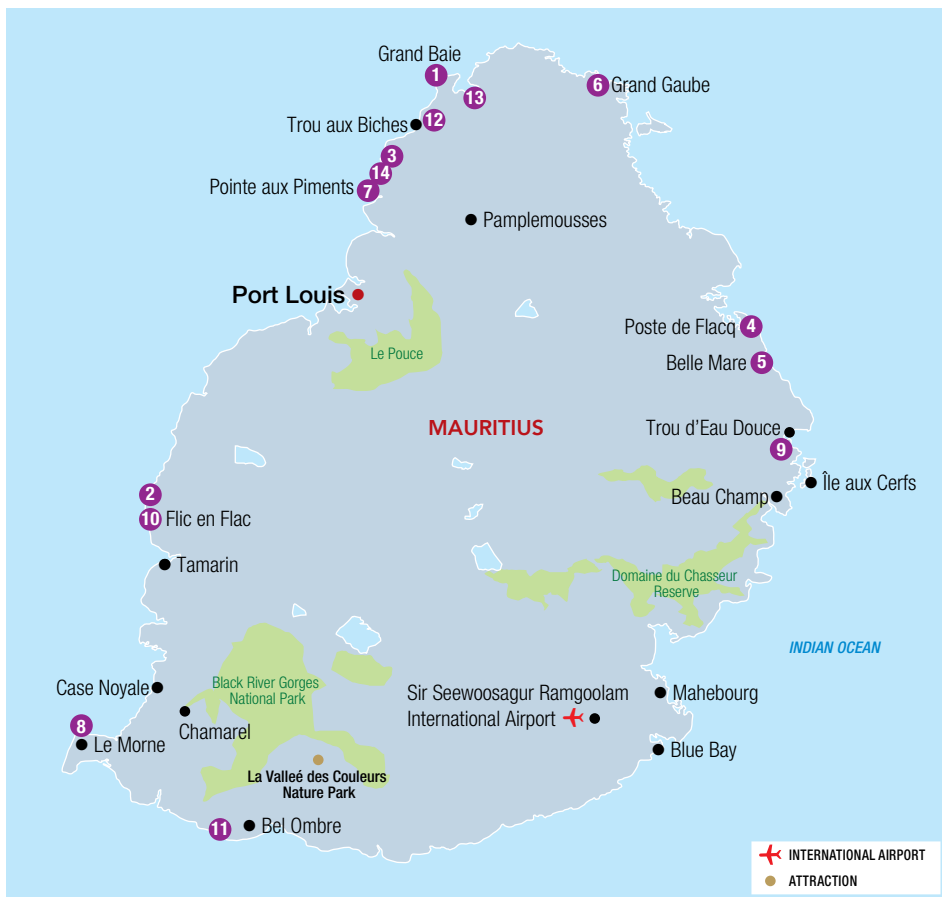 Grand Baie
1
6
Grand Gaube
13
Trou aux Biches
12
3
14
Pointe aux Piments
7
Pamplemousses
Port Louis
Poste de Flacq
4
Le Pouce
Belle Mare
5
MAURITIUS
Trou d'Eau Douce
9
Île aux Cerfs
2
Beau Champ
10
Flic en Flac
Tamarin
Domaine du Chasseur
Reserve
INDIAN OCEAN
Black River Gorges
National Park
Case Noyale
Sir Seewoosagur Ramgoolam
International Airport
Mahebourg
Chamarel
8
Le Morne
Blue Bay
La Valleé des Couleurs
Nature Park
11
Bel Ombre
INTERNATIONAL AIRPORT
ATTRACTION